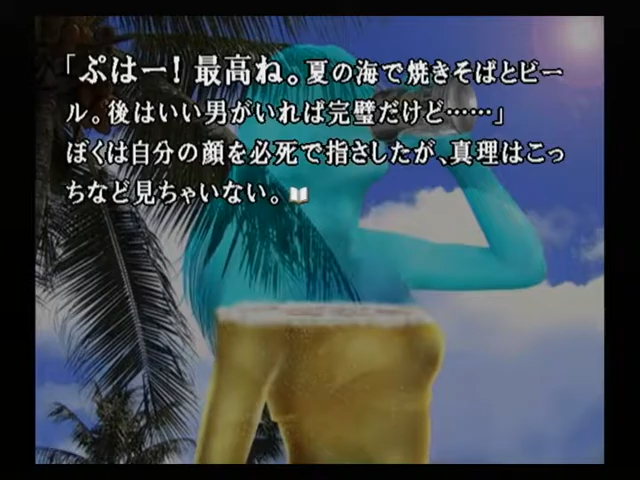 「ぷはー！最高ね。夏の海で焼きそばとビー
ル。後はいい男がいれば完璧だけど……」
ぼくは自分の顔を必死で指さしたが、真理はこっ
ちなど見ちゃいない。